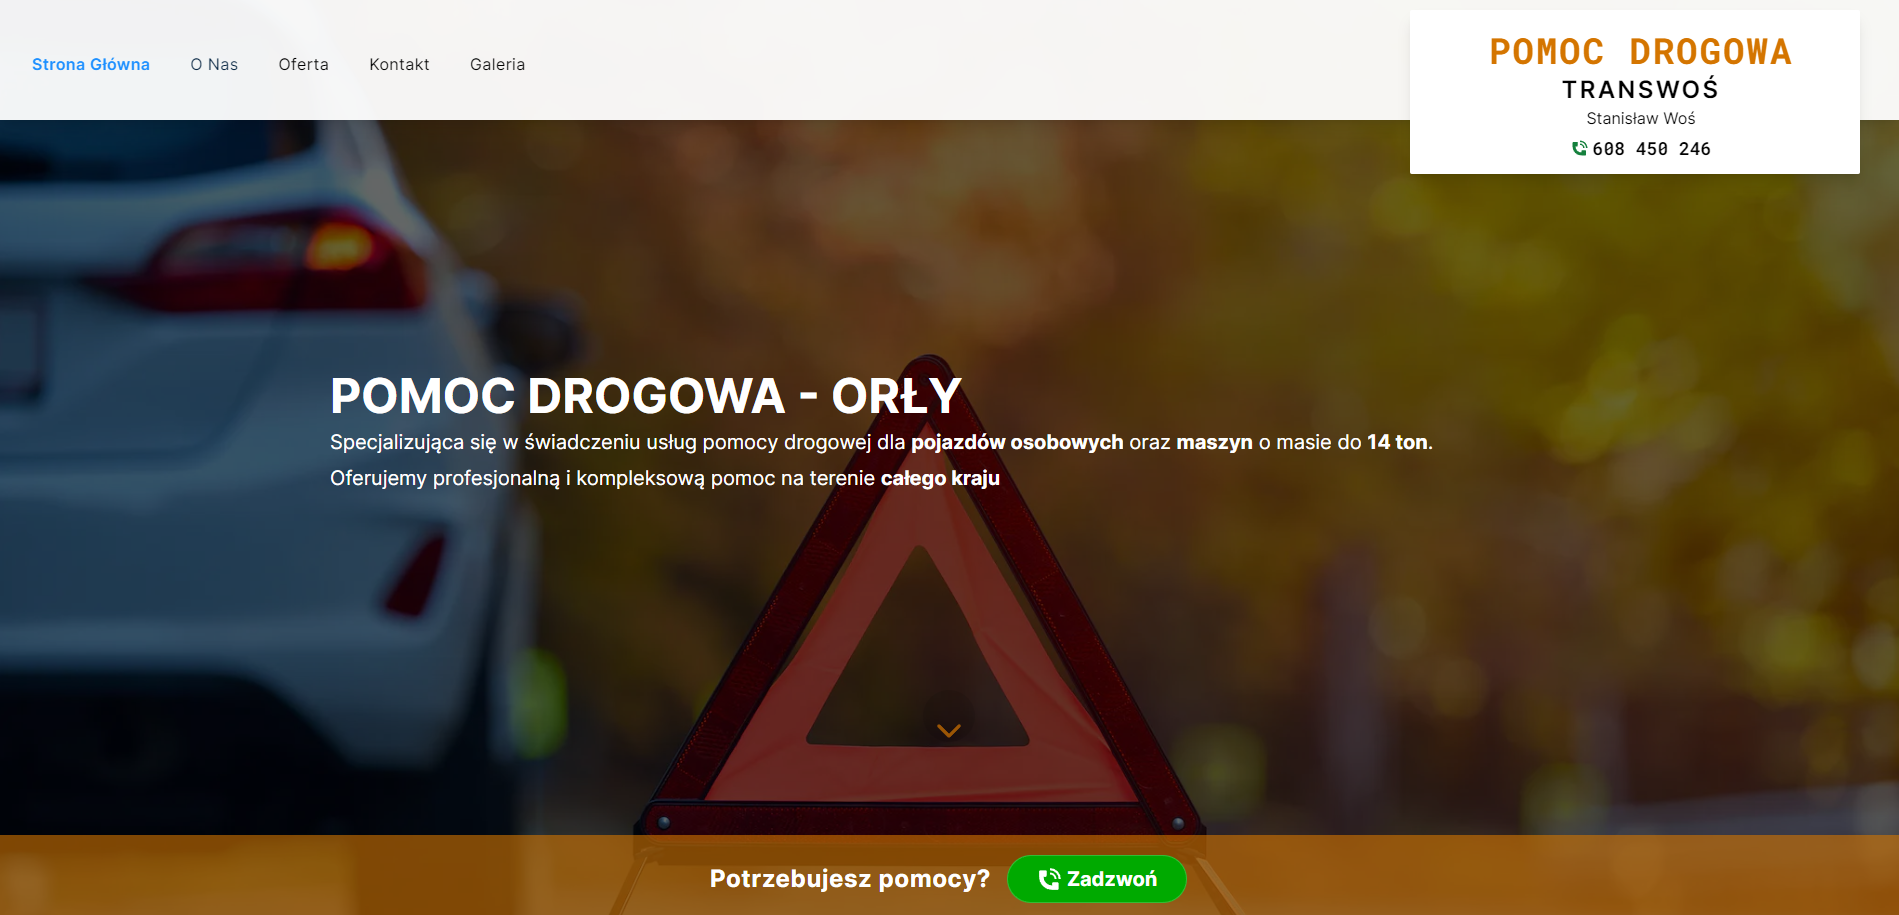 Strona Główna
O Nas
Oferta
Kontakt
Galeria
POMOC DROGOWA
TRANSWOŚ
Stanisław Woś
608 450 246
POMOC DROGOWA - ORŁY
Specjalizująca się w świadczeniu usług pomocy drogowej dla pojazdów osobowych oraz maszyn o masie do 14 ton.
Oferujemy profesjonalną i kompleksową pomoc na terenie całego kraju
Potrzebujesz pomocy?
Zadzwoń